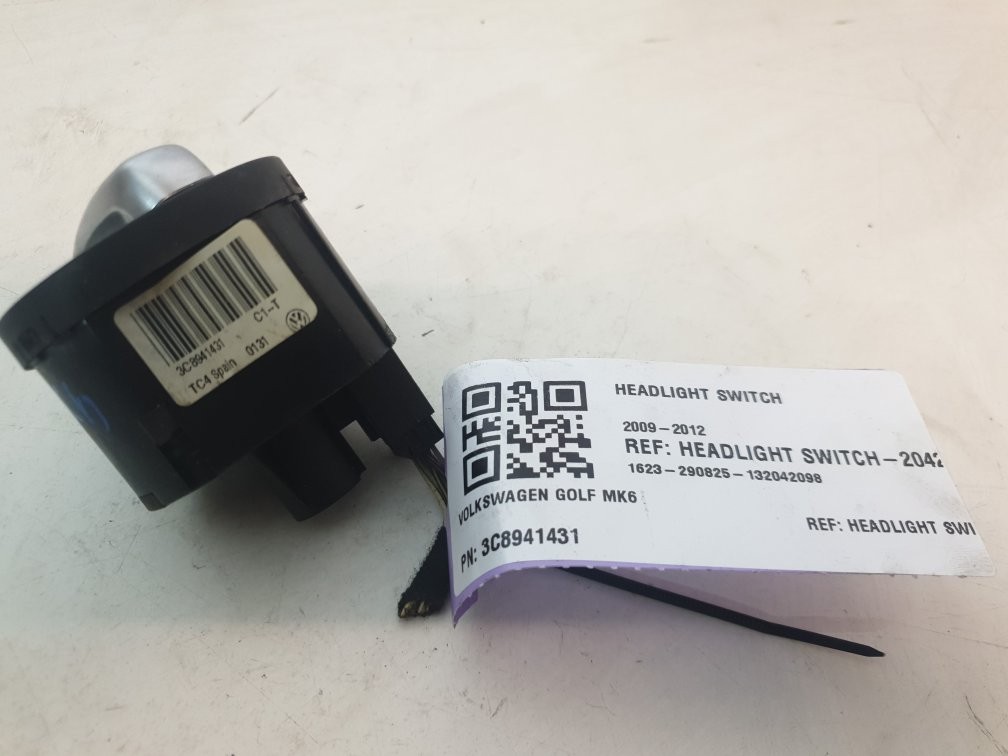 3C8941431 C1-T
TC4 Spain 0131
HEADLIGHT SWITCH
2009-2012
REF: HEADLIGHT SWITCH-2042
1623-290825-132042098
VOLKSWAGEN GOLF MK6
REF: HEADLIGHT SWI
PN: 3C8941431